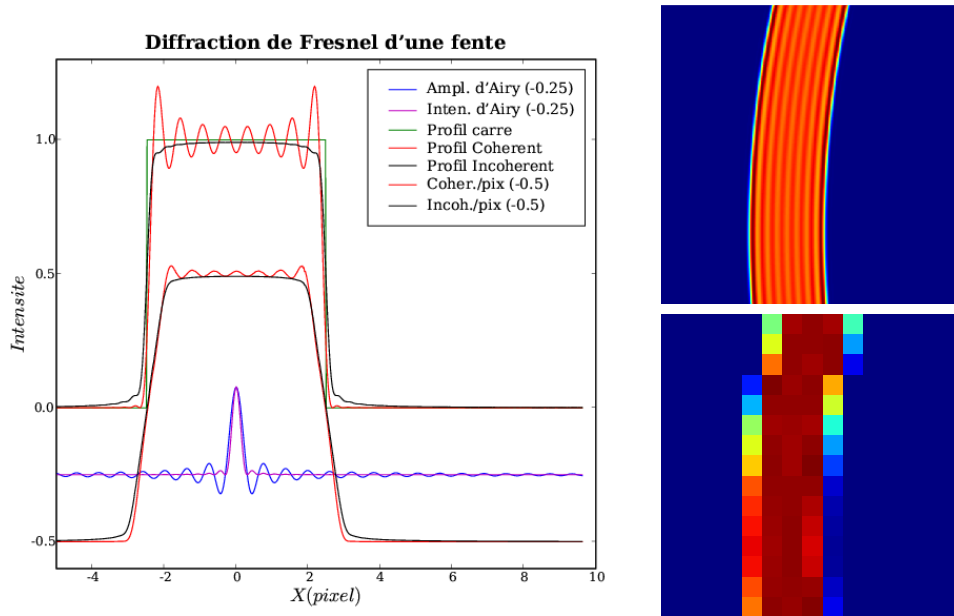 Diffraction de Fresnel d'une fente
Ampl. d'Airy (-0.25)
Inten. d'Airy (-0.25)
Profil carre
Profil Coherent
Profil Incoherent
Coher./pix (-0.5)
Incoh./pix (-0.5)
Intensite
1.0
0.5
0.0
-0.5
-4 -2 0 2 4 6 8 10
X(pixel)